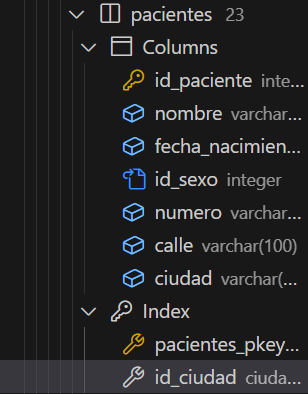 pacientes 23
Columns
id_paciente inte...
nombre varchar...
fecha_nacimien...
id_sexo integer
numero varchar...
calle varchar(100)
ciudad varchar(...
Index
pacientes_pkey...
id_ciudad ciuda...